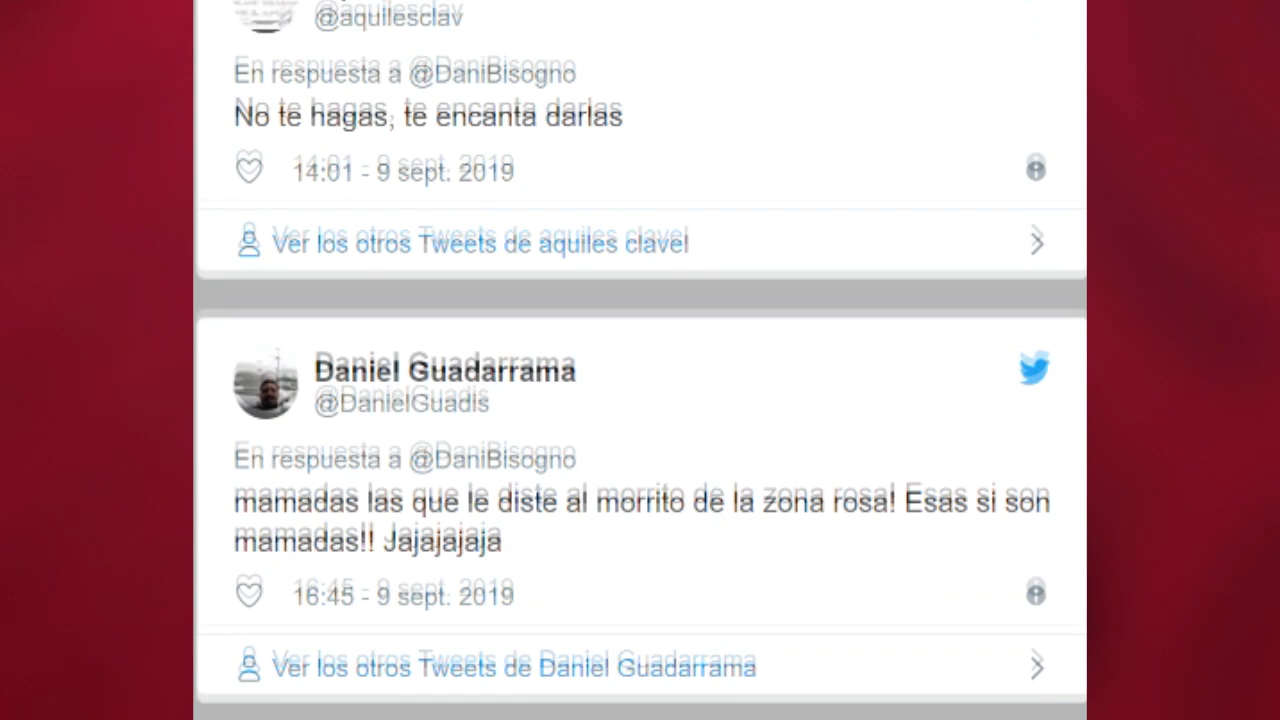 @aquilesclav
En respuesta a @DaniBisogno
No te hagas, te encanta darlas
14:01 - 9 sept. 2019
Ver los otros Tweets de aquiles clavel
Daniel Guadarrama
@DanielGuadis
En respuesta a @DaniBisogno
mamadas las que le diste al morrito de la zona rosa! Esas si son
mamadas!! Jajajajaja
16:45 - 9 sept. 2019
Ver los otros Tweets de Daniel Guadarrama